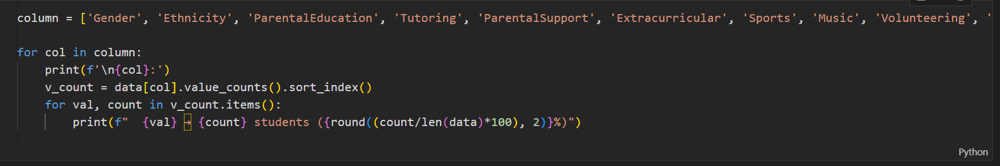 column = ['Gender', 'Ethnicity', 'ParentalEducation', 'Tutoring', 'ParentalSupport', 'Extracurricular', 'Sports', 'Music', 'Volunteering', '
for col in column:
    print(f'\n{col}:')
    v_count = data[col].value_counts().sort_index()
    for val, count in v_count.items():
        print(f"  {val} → {count} students ({round((count/len(data)*100), 2)}%)")
Python